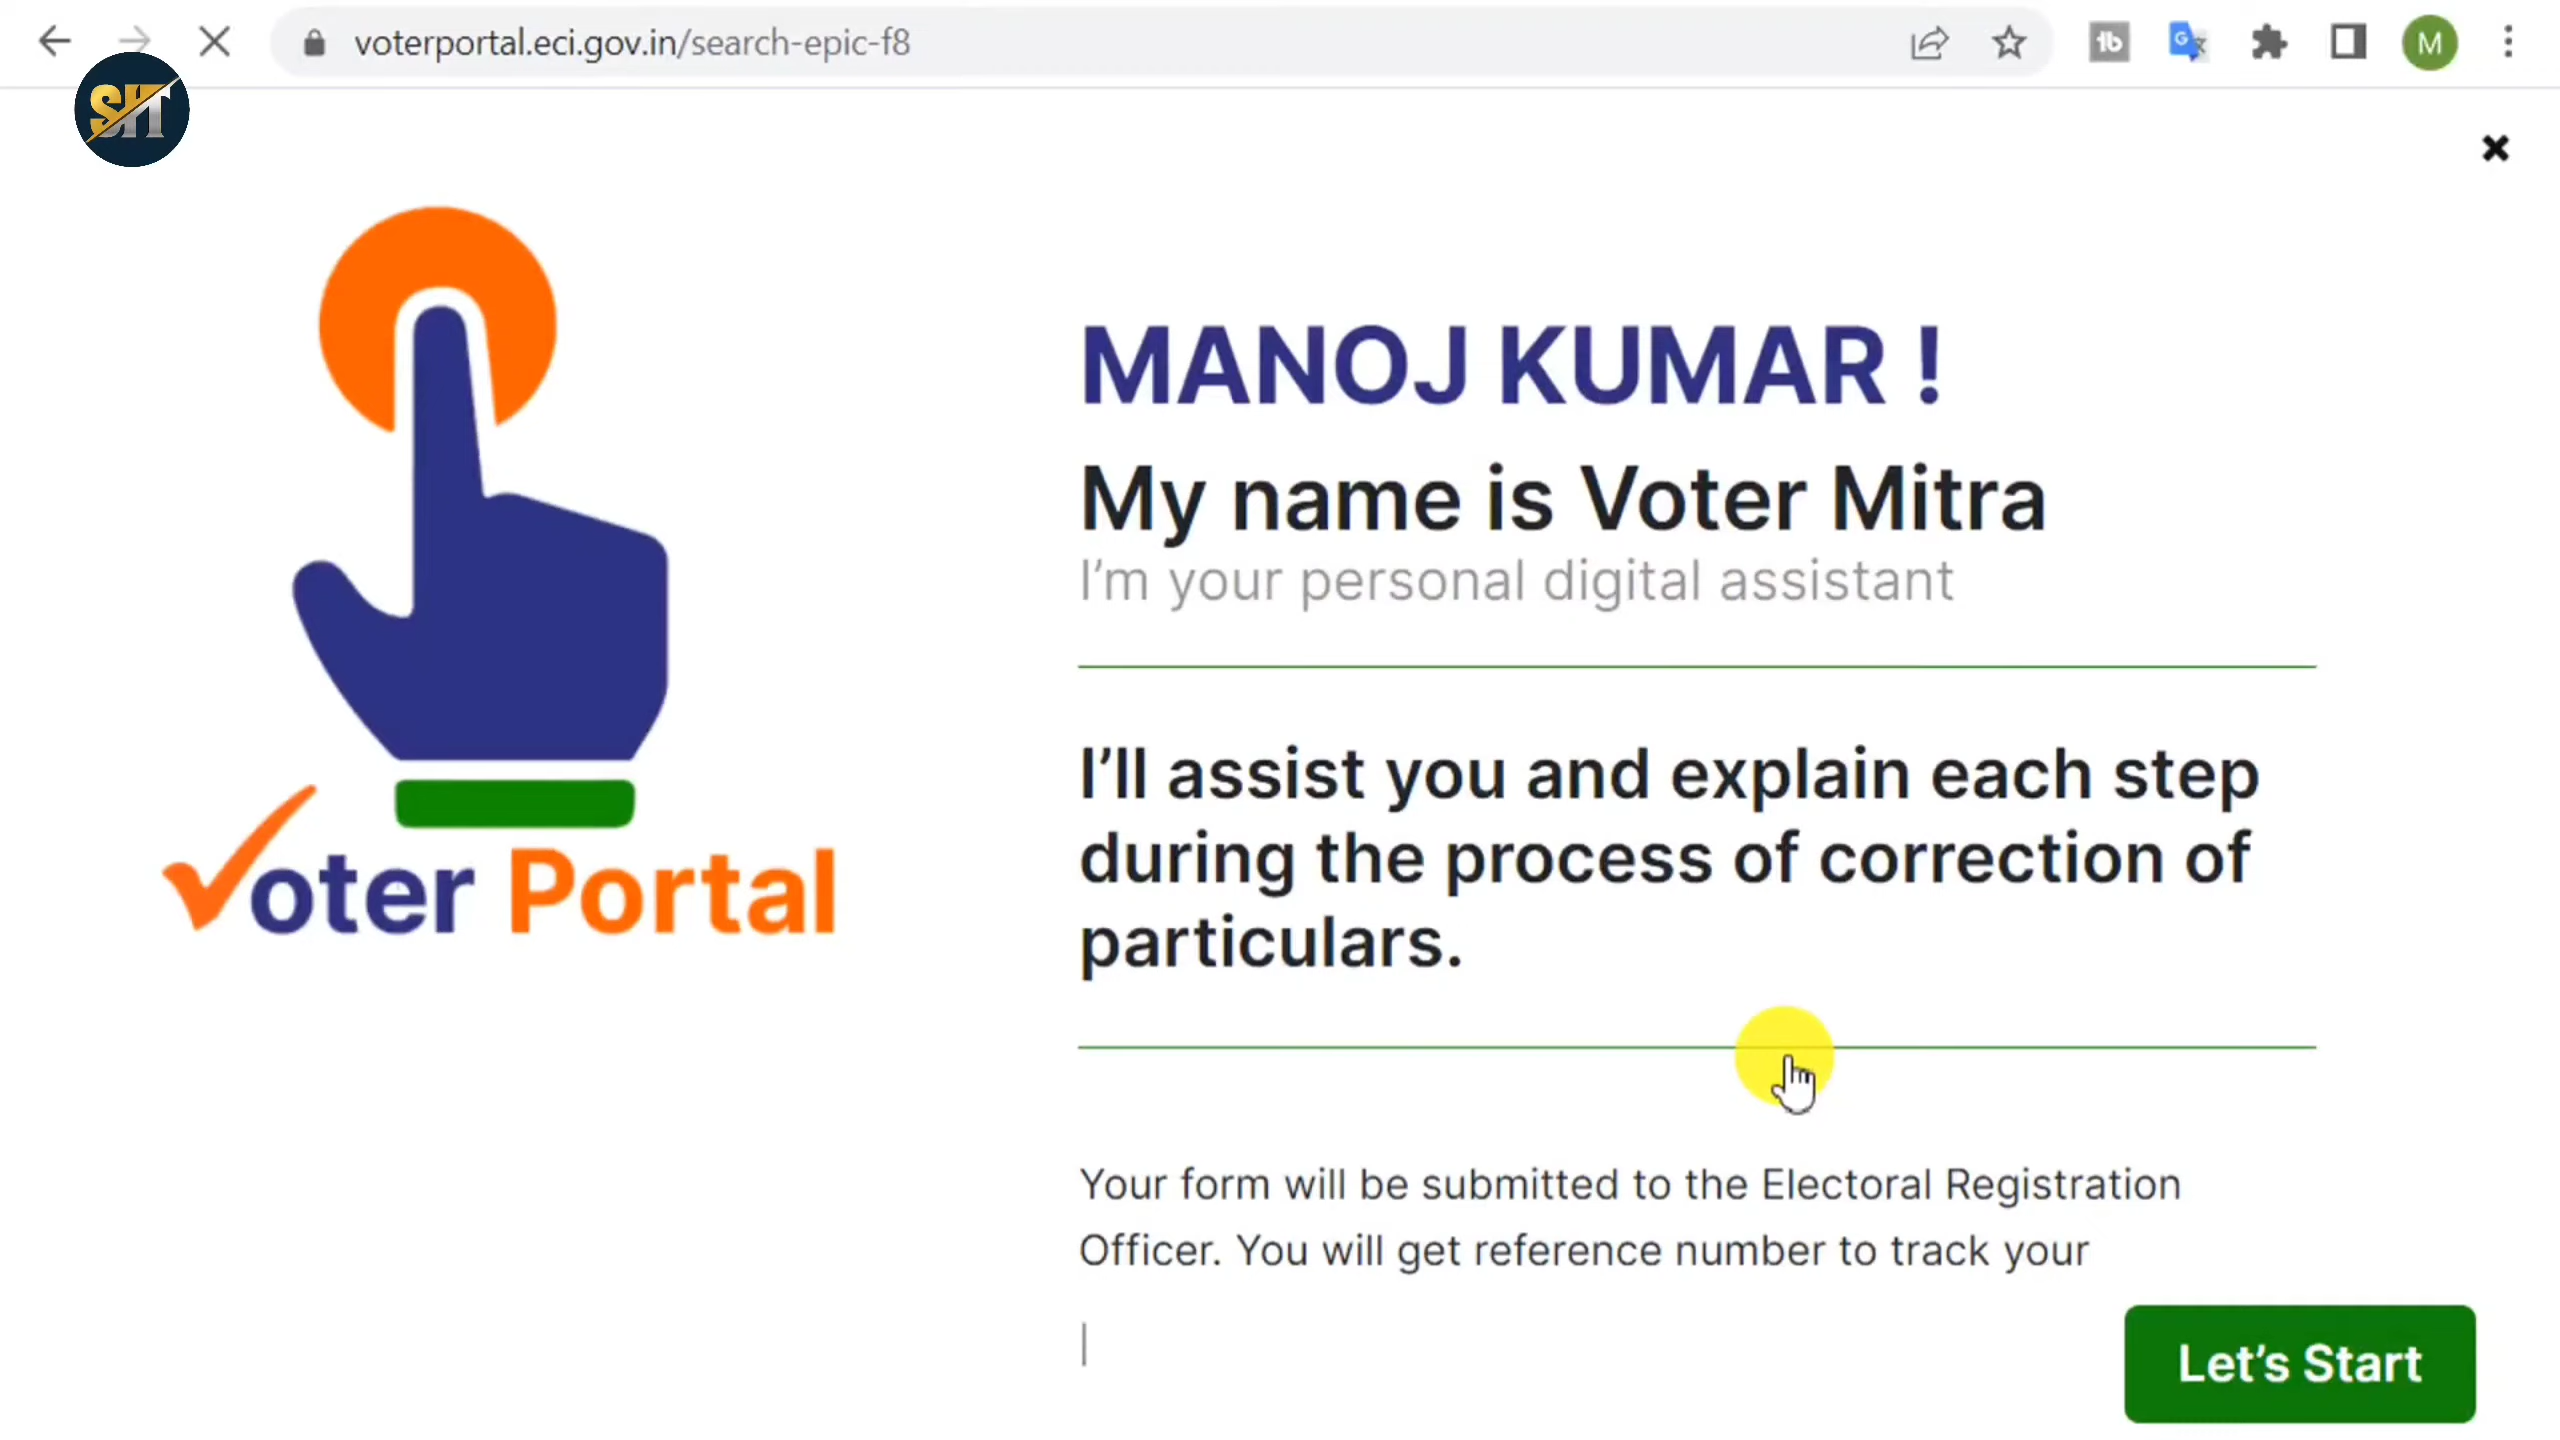 voterportal.eci.gov.in/search-epic-f8
M
SHT
MANOJ KUMAR !
My name is Voter Mitra
I'm your personal digital assistant
I'll assist you and explain each step
during the process of correction of
particulars.
Voter Portal
Your form will be submitted to the Electoral Registration
Officer. You will get reference number to track your
Let's Start